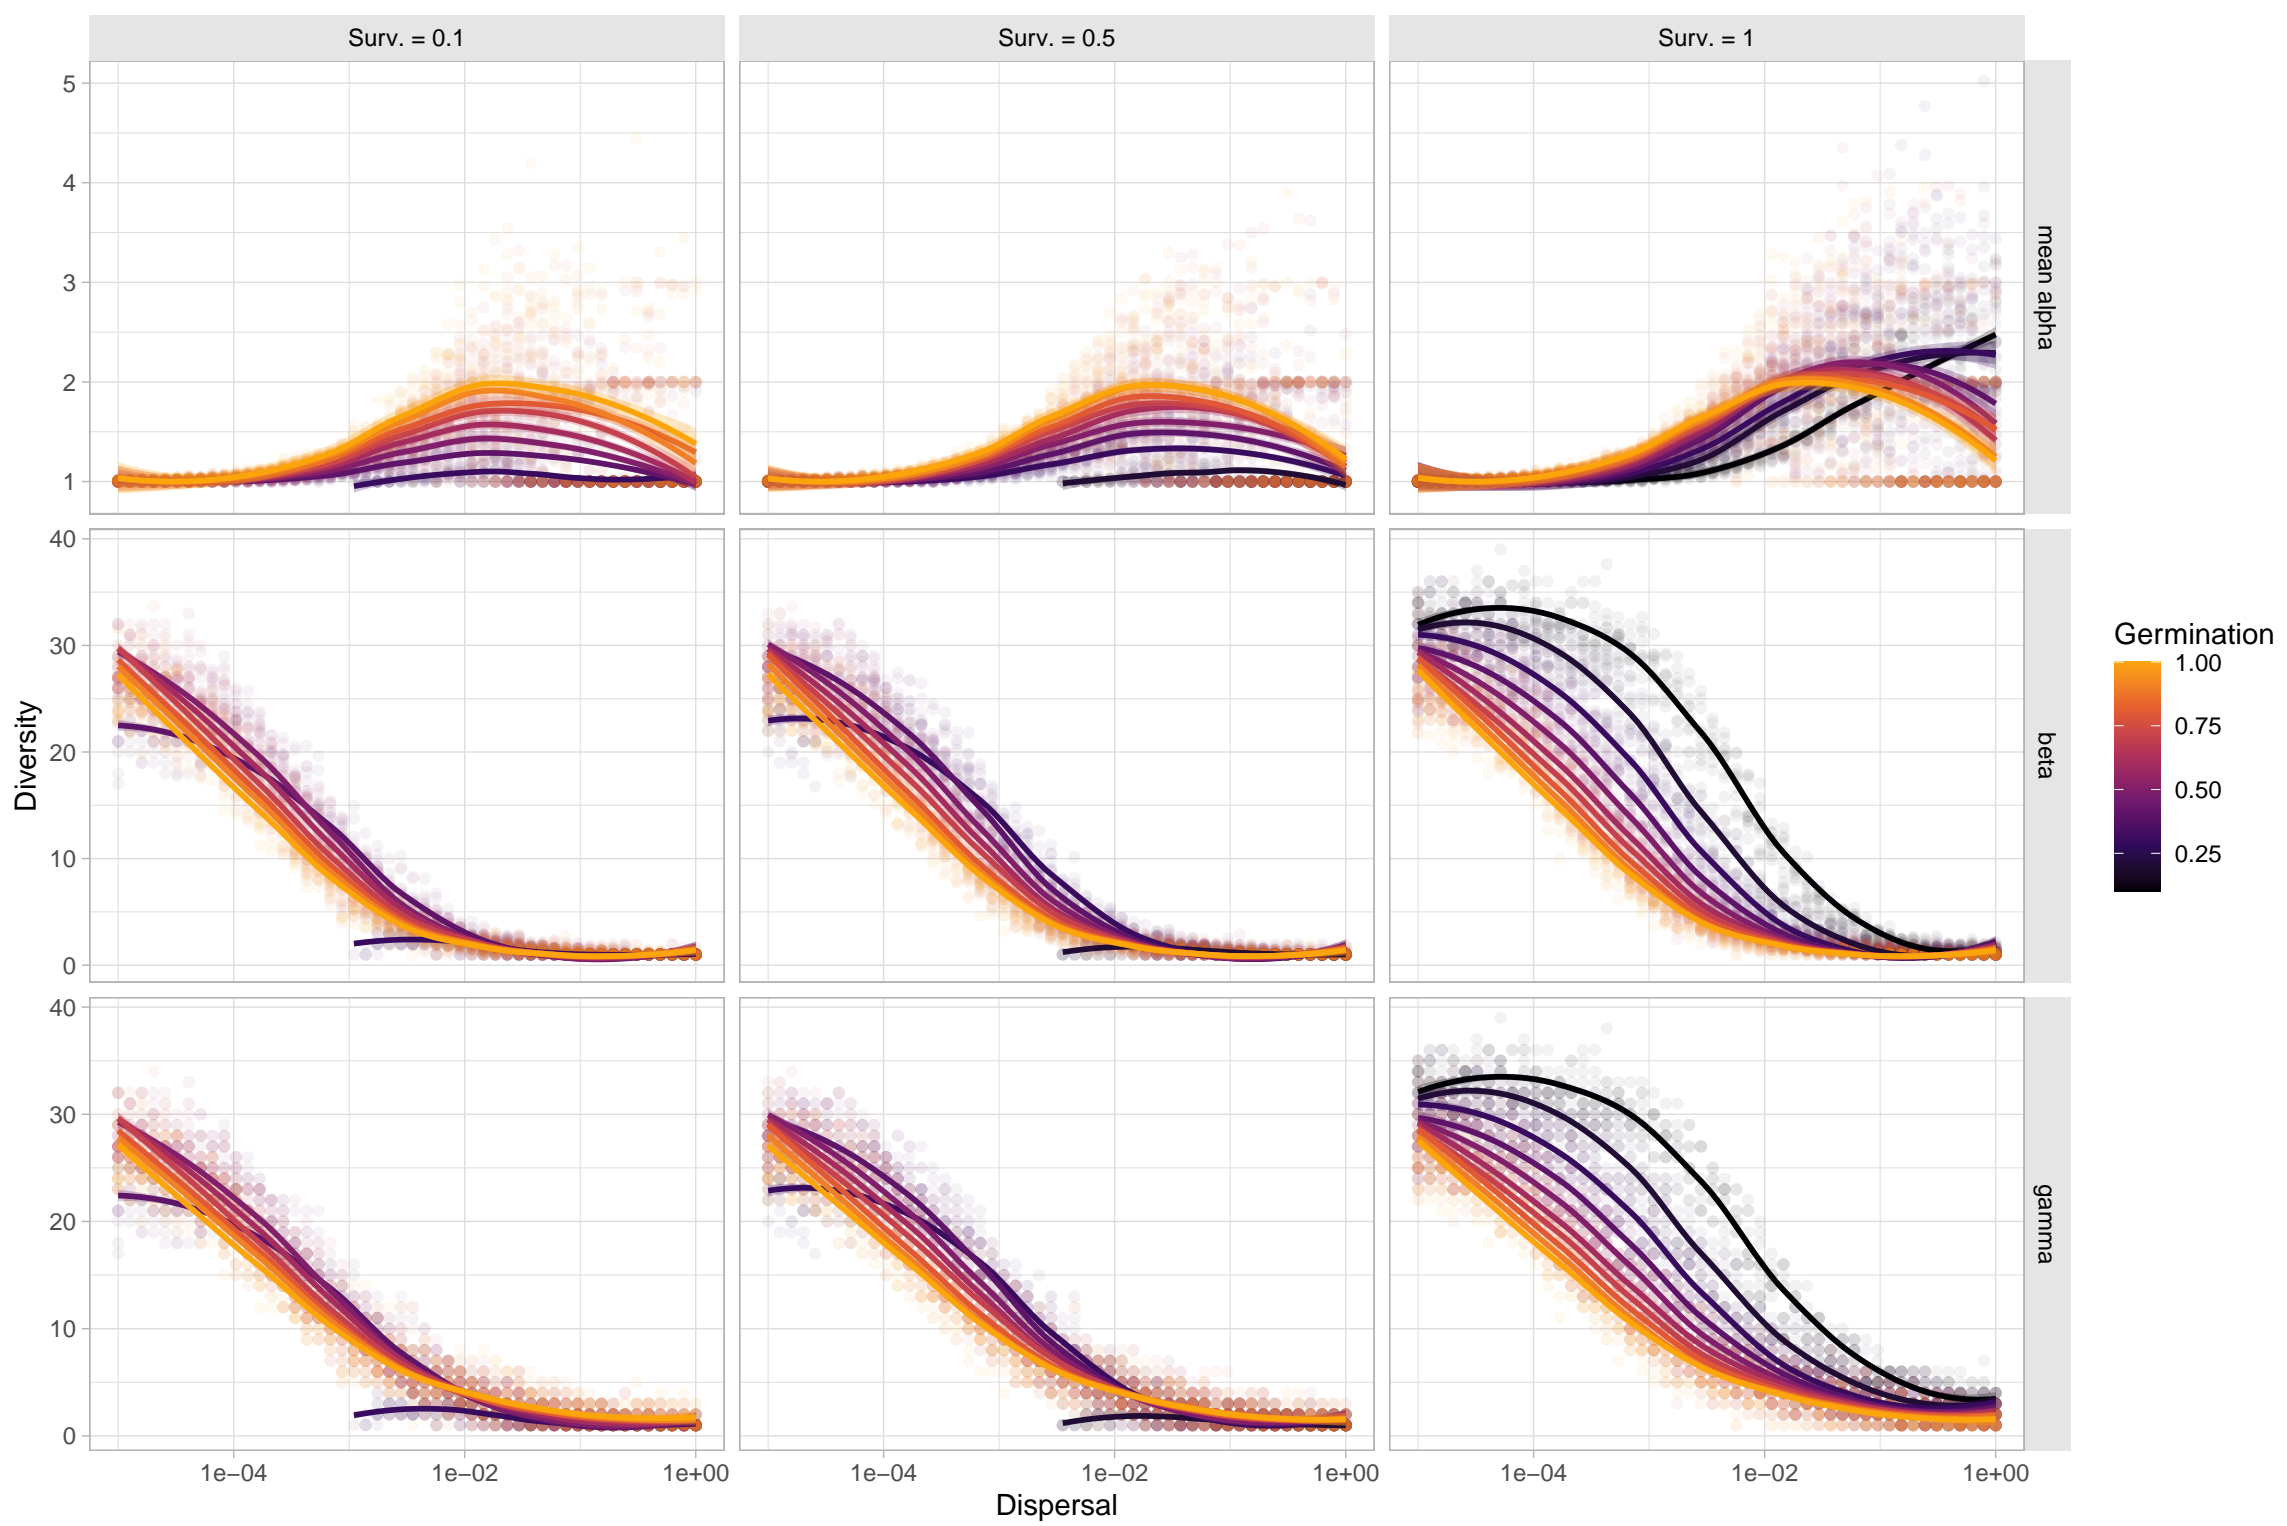 Surv. = 0.1
Surv. = 0.5
Surv. = 1
5
4
3
2
1
mean alpha
40
30
20
10
0
beta
40
30
20
10
0
gamma
Diversity
1e−04
1e−02
1e+00
1e−04
1e−02
1e+00
1e−04
1e−02
1e+00
Dispersal
Germination
1.00
0.75
0.50
0.25